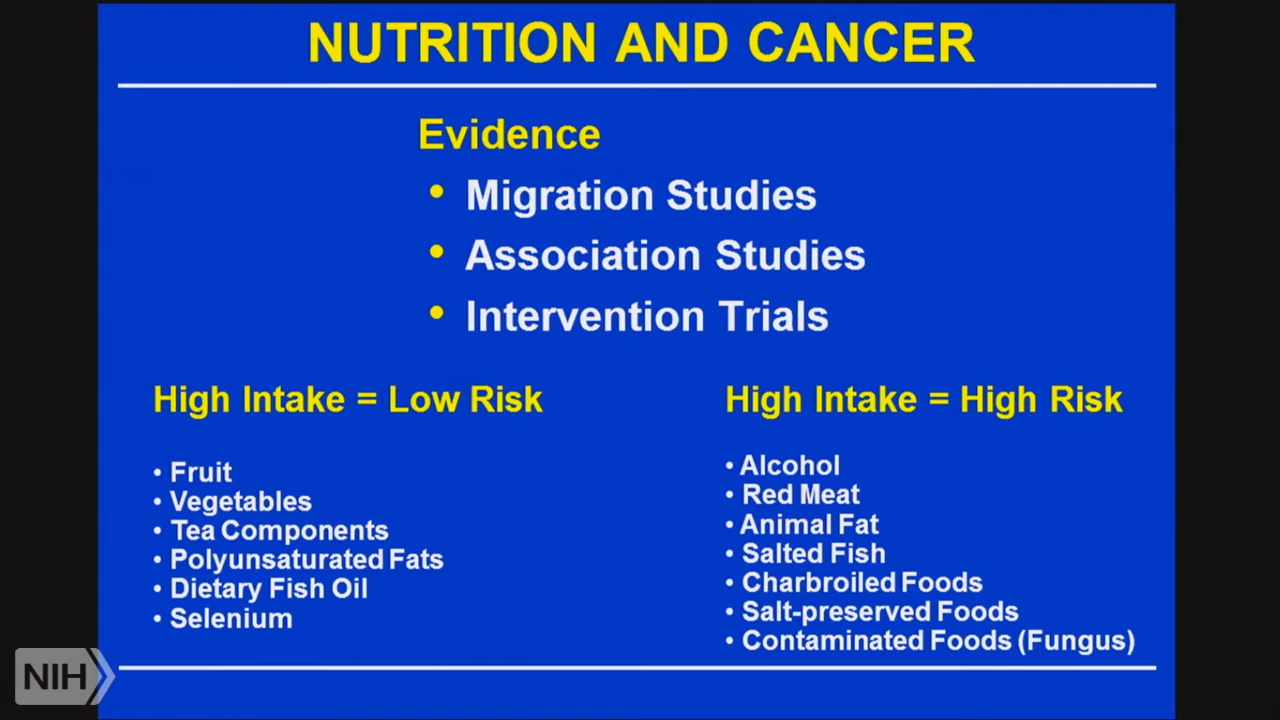 NUTRITION AND CANCER
Evidence
• Migration Studies
• Association Studies
• Intervention Trials
High Intake = Low Risk
• Fruit
• Vegetables
• Tea Components
• Polyunsaturated Fats
• Dietary Fish Oil
• Selenium
High Intake = High Risk
• Alcohol
• Red Meat
• Animal Fat
• Salted Fish
• Charbroiled Foods
• Salt-preserved Foods
• Contaminated Foods (Fungus)
NIH